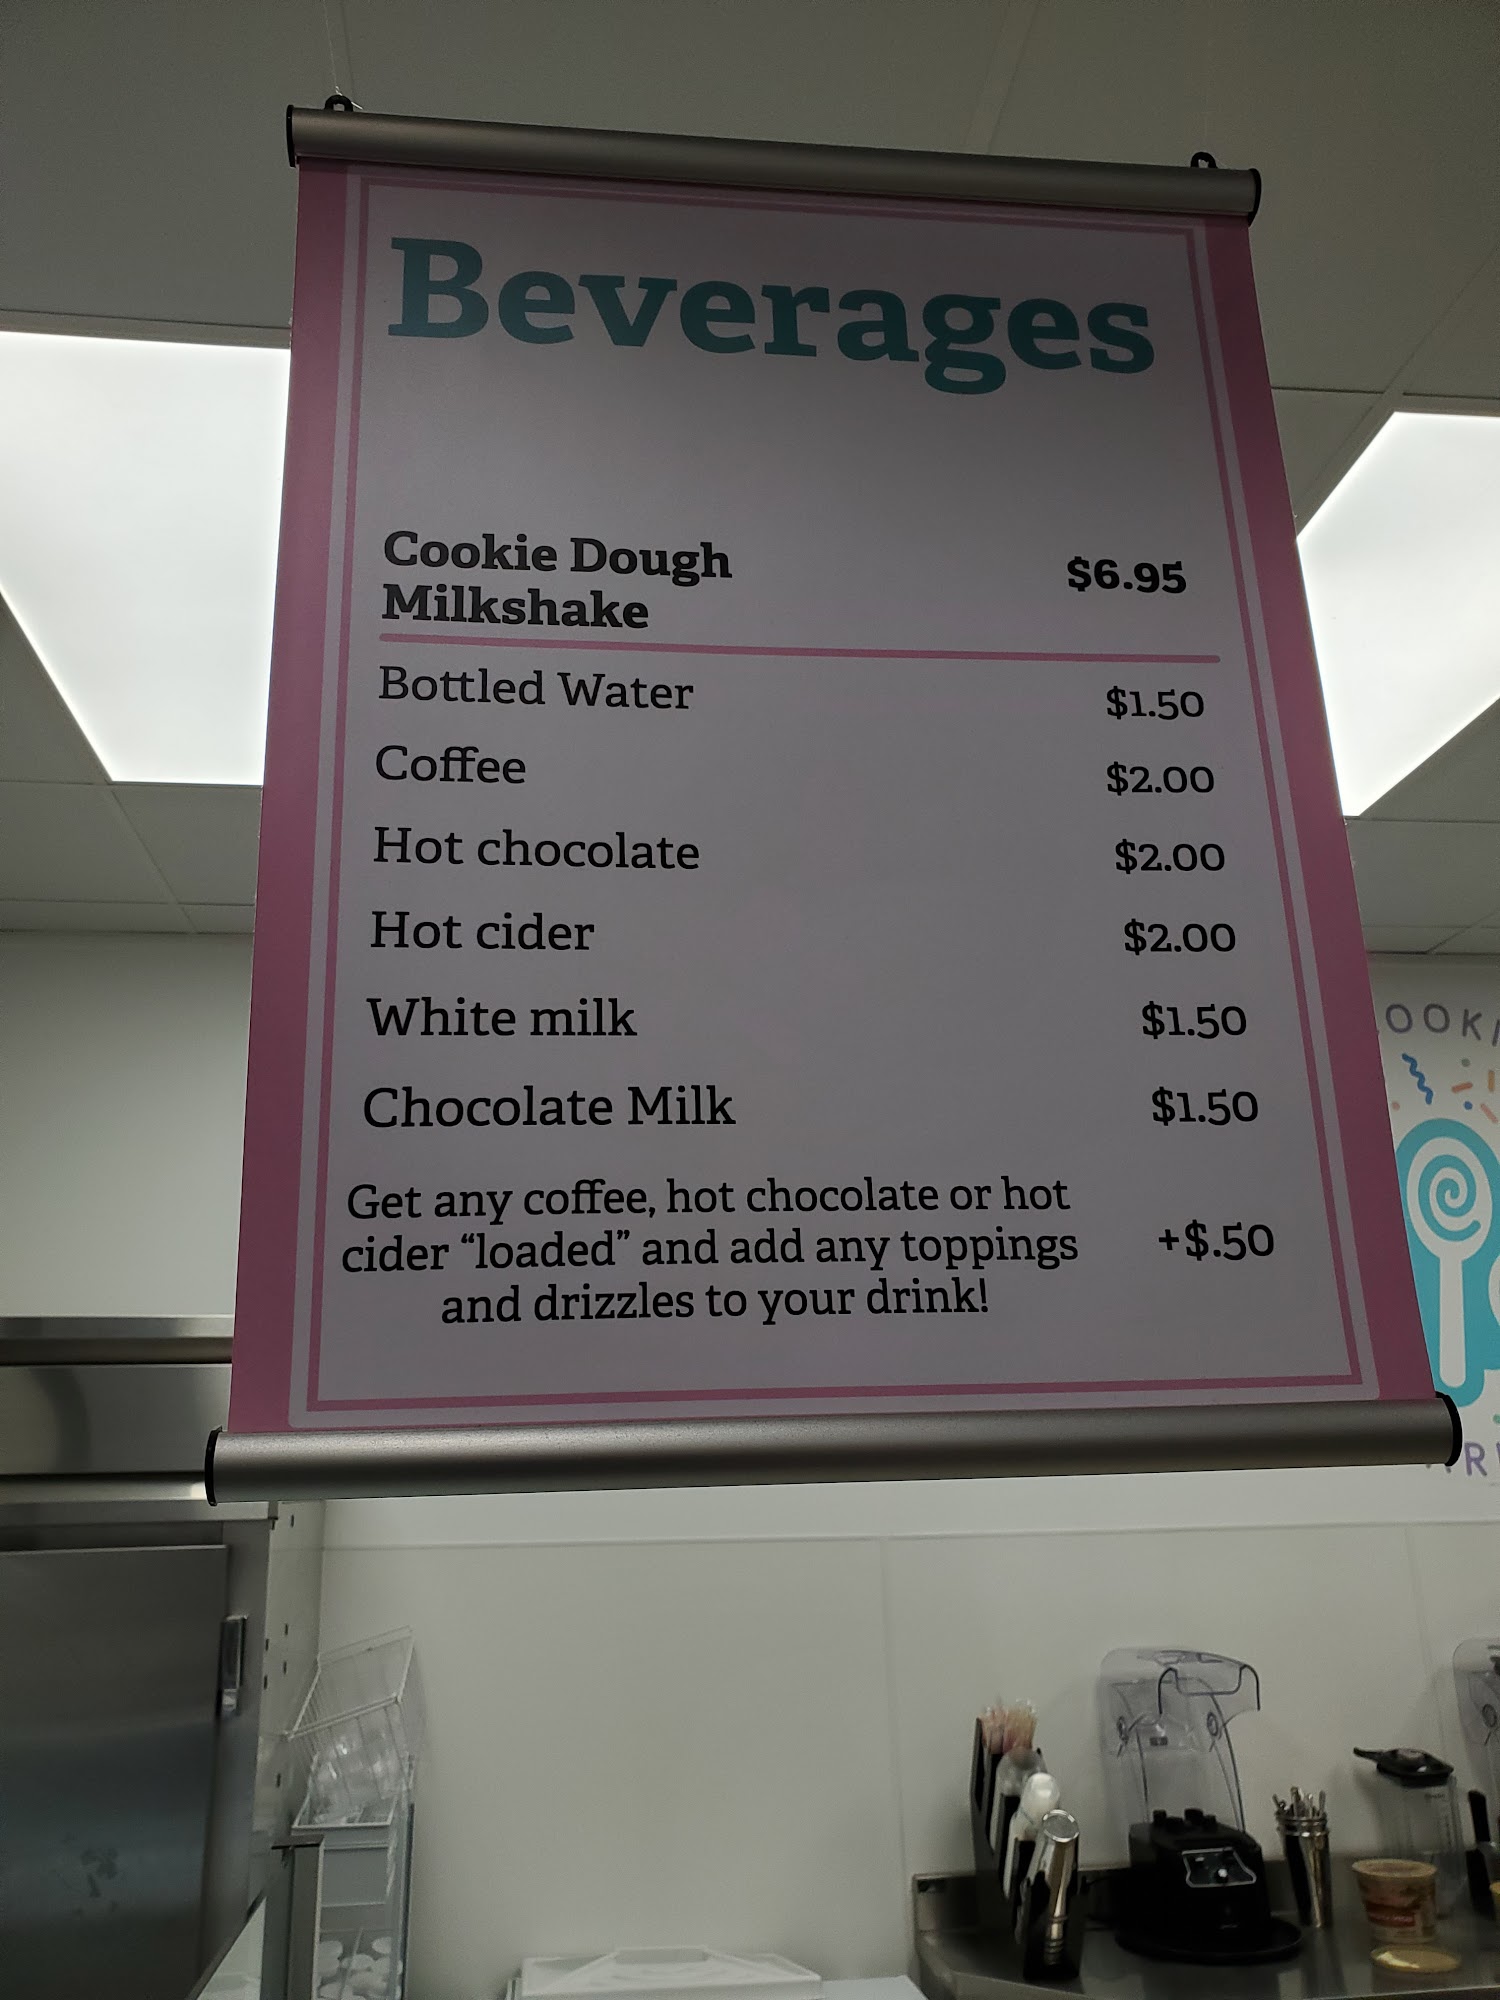 Beverages
Cookie Dough
Milkshake $6.95
Bottled Water $1.50
Coffee $2.00
Hot chocolate $2.00
Hot cider $2.00
White milk $1.50
Chocolate Milk $1.50
Get any coffee, hot chocolate or hot
cider “loaded” and add any toppings +$.50
and drizzles to your drink!